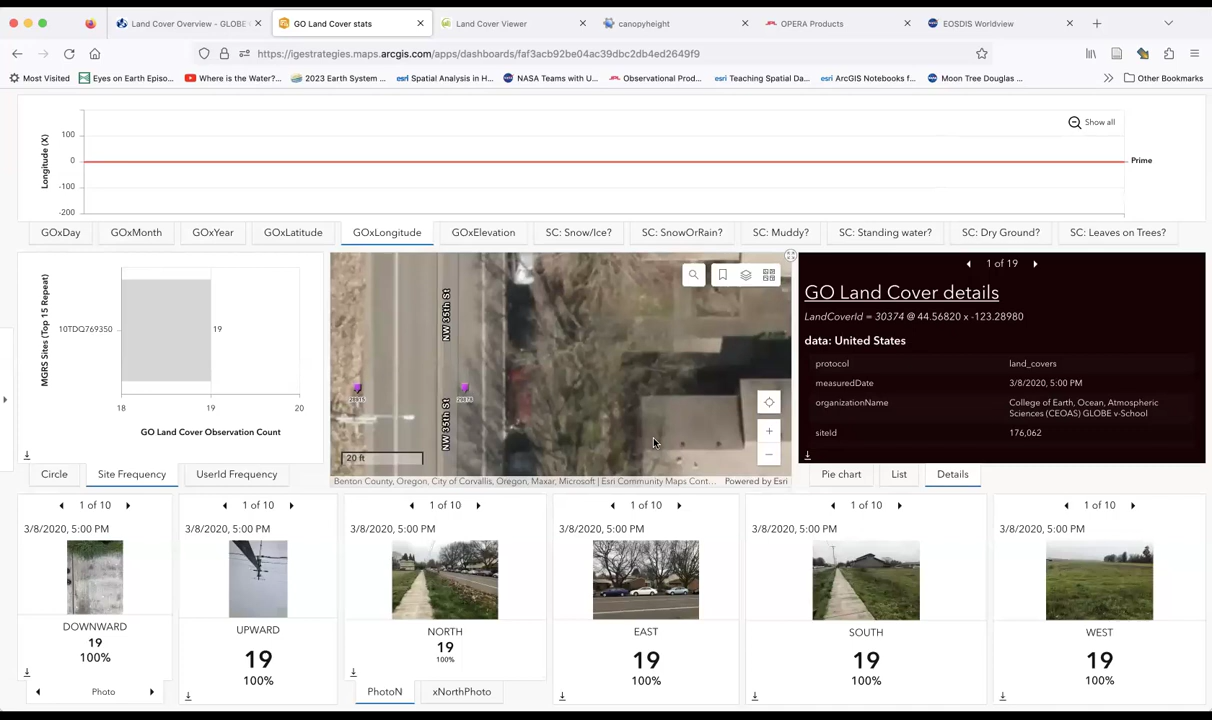 Land Cover Overview - GLOBE
GO Land Cover stats
Land Cover Viewer
canopyheight
OPERA Products
EOSDIS Worldview
https://igestrategies.maps.arcgis.com/apps/dashboards/faf3acb92be04ac39dbc2db4ed2649f9
Most Visited
Eyes on Earth Episo...
Where is the Water?...
2023 Earth System ...
esri Spatial Analysis in H...
NASA Teams with U...
Observational Prod...
esri Teaching Spatial Da...
esri ArcGIS Notebooks f...
Moon Tree Douglas ...
Other Bookmarks
Longitude (X)
100
0
-100
-200
Show all
Prime
GOxDay
GOxMonth
GOxYear
GOxLatitude
GOxLongitude
GOxElevation
SC: Snow/Ice?
SC: SnowOrRain?
SC: Muddy?
SC: Standing water?
SC: Dry Ground?
SC: Leaves on Trees?
MGRS Sites (Top 15 Repeat)
10TDQ769350
19
18
19
20
GO Land Cover Observation Count
Circle
Site Frequency
UserId Frequency
NW 35th St
NW 35th St
20 ft
Benton County, Oregon, City of Corvallis, Oregon, Maxar, Microsoft | Esri Community Maps Cont...
Powered by Esri
1 of 19
GO Land Cover details
LandCoverId = 30374 @ 44.56820 x -123.28980
data: United States
protocol
land_covers
measuredDate
3/8/2020, 5:00 PM
organizationName
College of Earth, Ocean, Atmospheric
Sciences (CEOAS) GLOBE v-School
siteId
176,062
Pie chart
List
Details
1 of 10
3/8/2020, 5:00 PM
DOWNWARD
19
100%
Photo
1 of 10
3/8/2020, 5:00 PM
UPWARD
19
100%
1 of 10
3/8/2020, 5:00 PM
NORTH
19
100%
PhotoN
xNorthPhoto
1 of 10
3/8/2020, 5:00 PM
EAST
19
100%
1 of 10
3/8/2020, 5:00 PM
SOUTH
19
100%
1 of 10
3/8/2020, 5:00 PM
WEST
19
100%